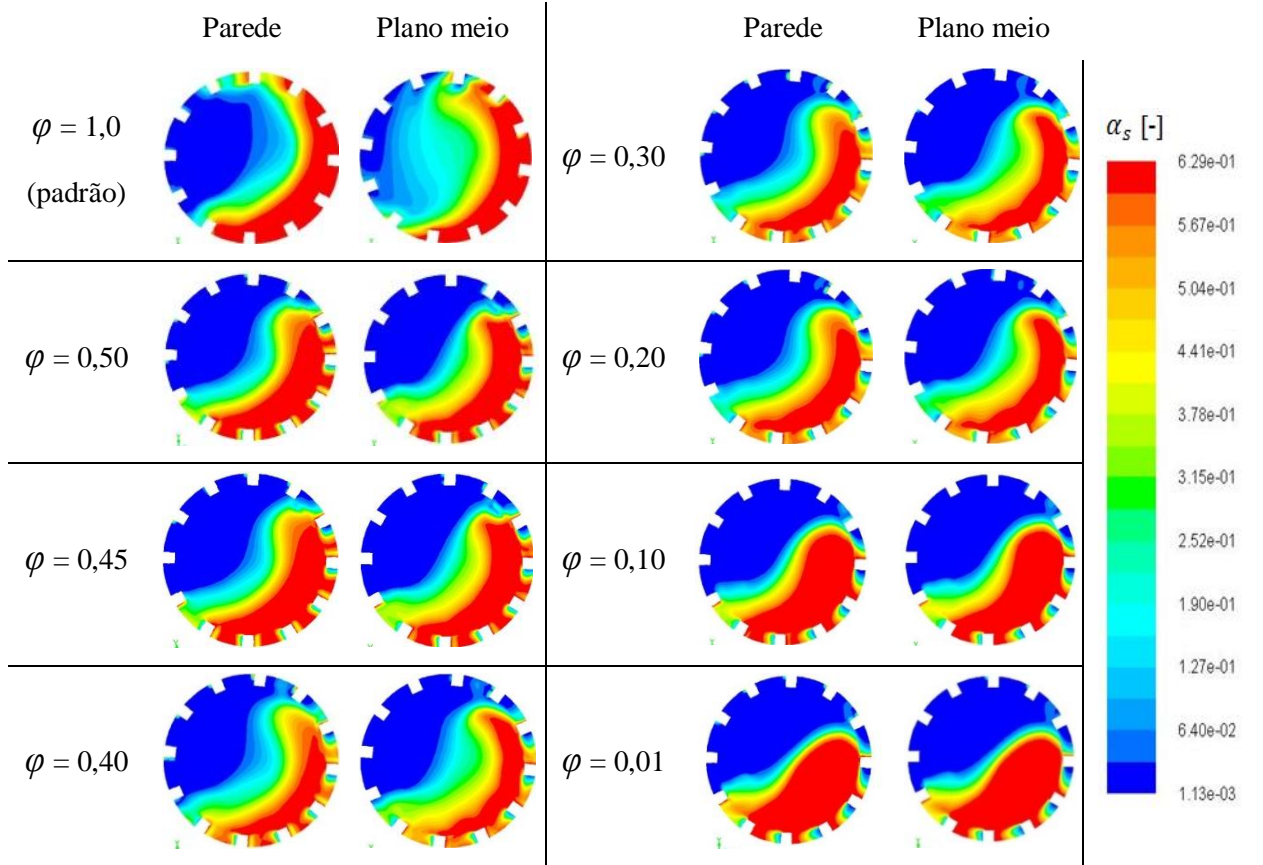 Parede Plano meio Parede Plano meio
φ = 1,0
(padrão)
φ = 0,30
φ = 0,50
φ = 0,20
φ = 0,45
φ = 0,10
φ = 0,40
φ = 0,01
αs [-]
6.29e-01
5.67e-01
5.04e-01
4.41e-01
3.78e-01
3.15e-01
2.52e-01
1.90e-01
1.27e-01
6.40e-02
1.13e-03